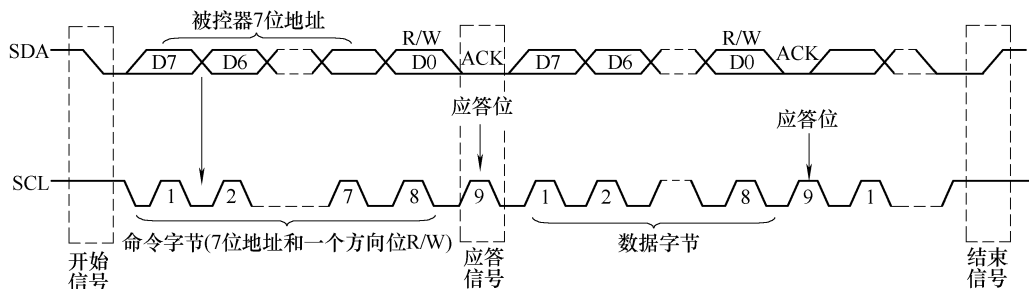 被控器7位地址
SDA
D7
D6
R/W
D0
ACK
D7
D6
R/W
D0
ACK
应答位
应答位
SCL
1
2
7
8
9
1
2
8
9
1
命令字节(7位地址和一个方向位R/W)
数据字节
开始
信号
应答
信号
结束
信号